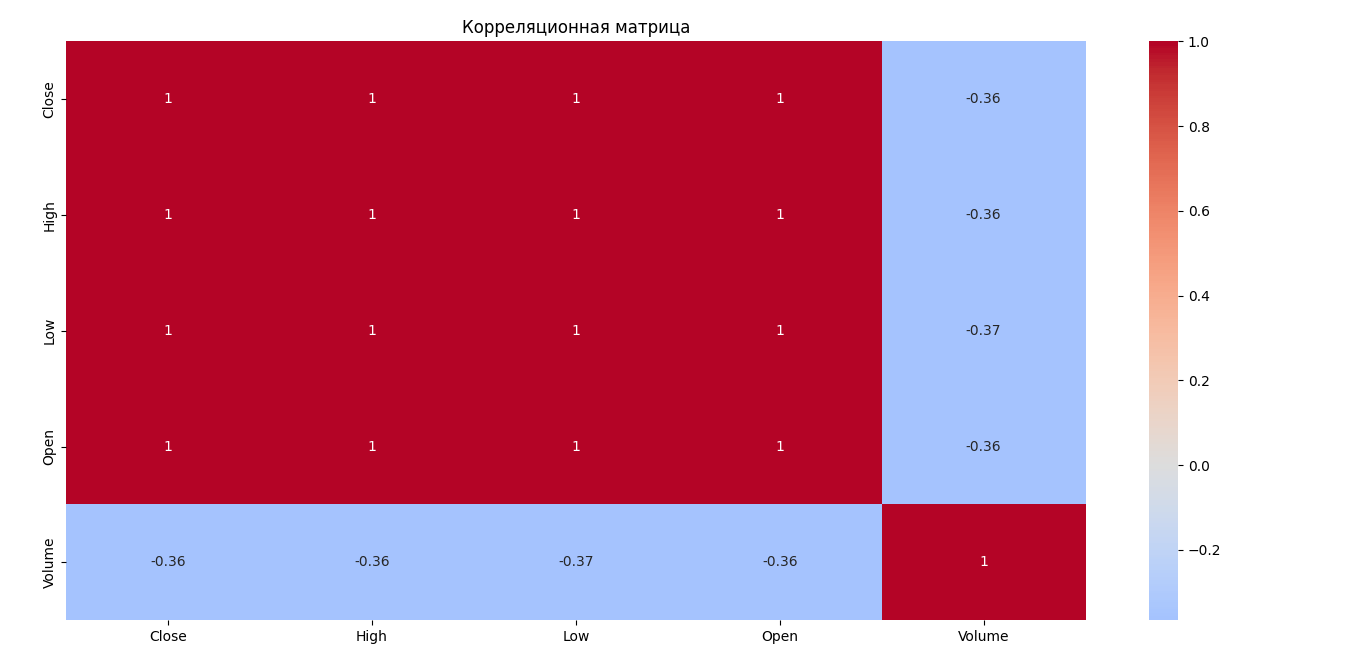 Корреляционная матрица
Close 1 1 1 1 -0.36
High 1 1 1 1 -0.36
Low 1 1 1 1 -0.37
Open 1 1 1 1 -0.36
Volume -0.36 -0.36 -0.37 -0.36 1
Close High Low Open Volume
1.0
0.8
0.6
0.4
0.2
0.0
−0.2